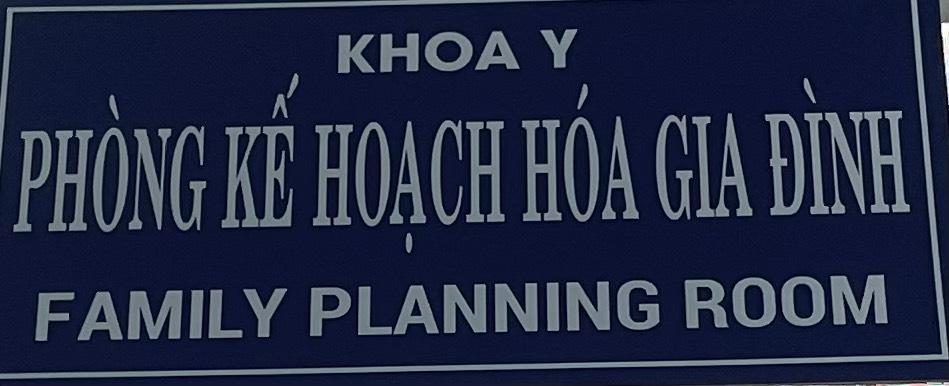 KHOA Y
PHÒNG KẾ HOẠCH HÓA GIA ĐÌNH
FAMILY PLANNING ROOM